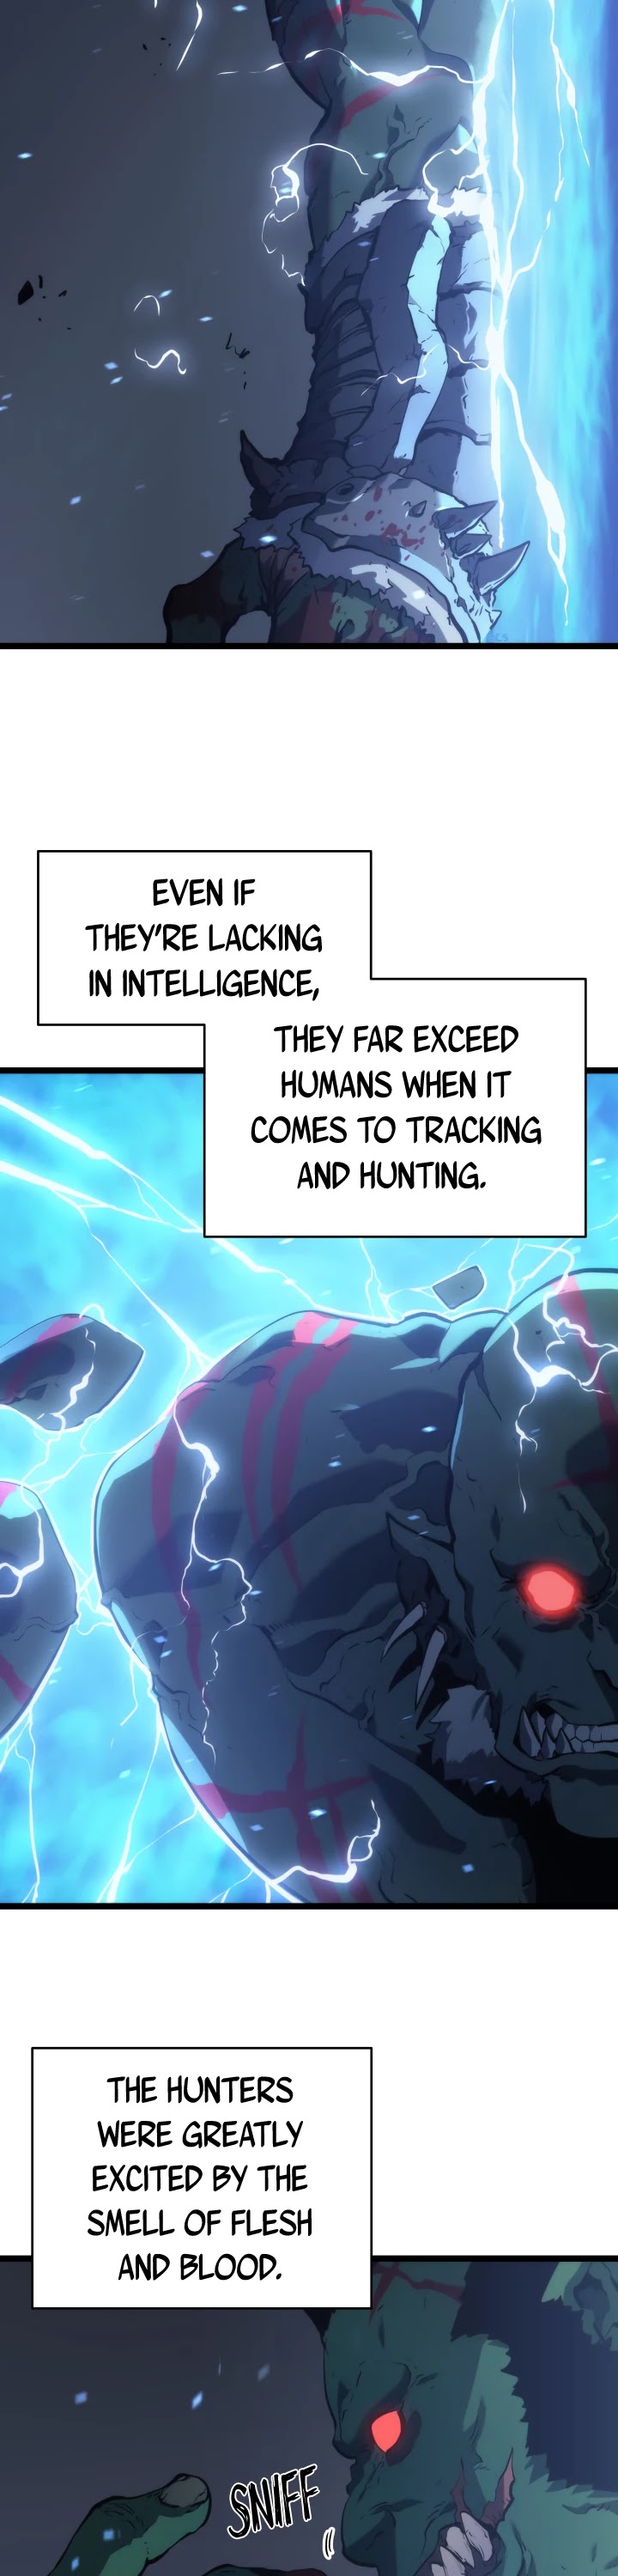 EVEN IF
THEY'RE LACKING
IN INTELLIGENCE,
THEY FAR EXCEED
HUMANS WHEN IT
COMES TO TRACKING
AND HUNTING.
THE HUNTERS
WERE GREATLY
EXCITED BY THE
SMELL OF FLESH
AND BLOOD.
SNIFF